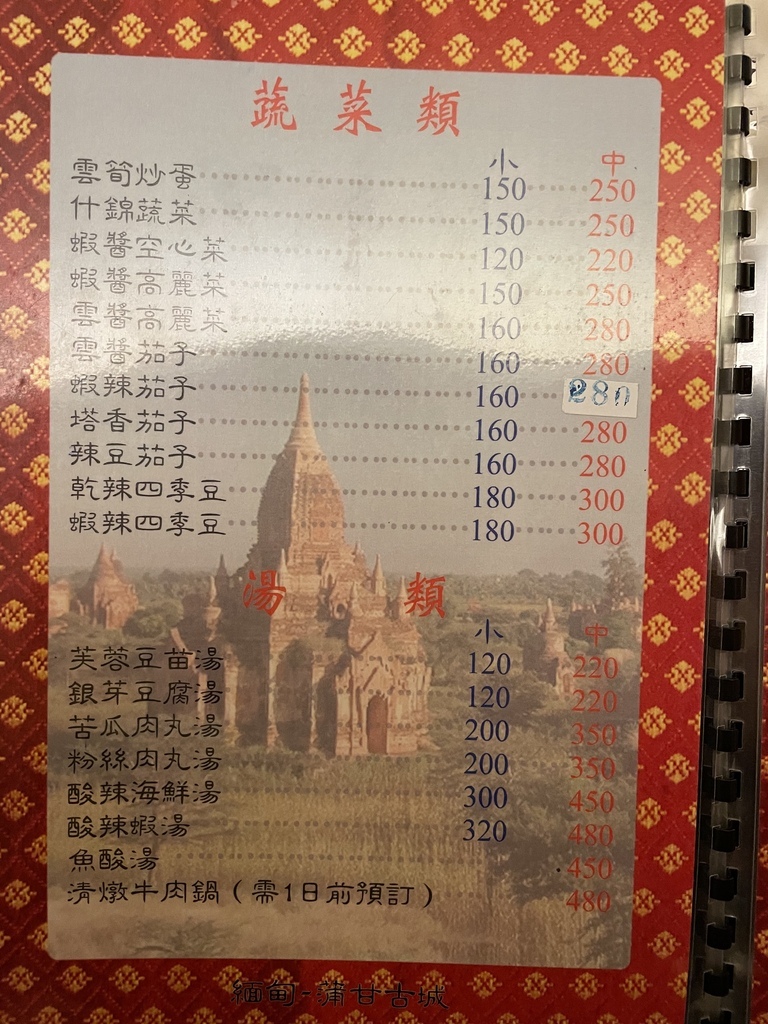 蔬菜類
小 中
雲筍炒蛋 150 250
什錦蔬菜 150 250
蝦醬空心菜 120 220
蝦醬高麗菜 150 250
雲醬高麗菜 160 280
雲醬茄子 160 280
蝦辣茄子 160 280
塔香茄子 160 280
辣豆茄子 160 280
乾辣四季豆 180 300
蝦辣四季豆 180 300
湯類
小 中
芙蓉豆苗湯 120 220
銀芽豆腐湯 120 220
苦瓜肉丸湯 200 350
粉絲肉丸湯 200 350
酸辣海鮮湯 300 450
酸辣蝦湯 320 480
魚酸湯 450
清燉牛肉鍋（需1日前預訂） 480
緬甸-蒲甘古城